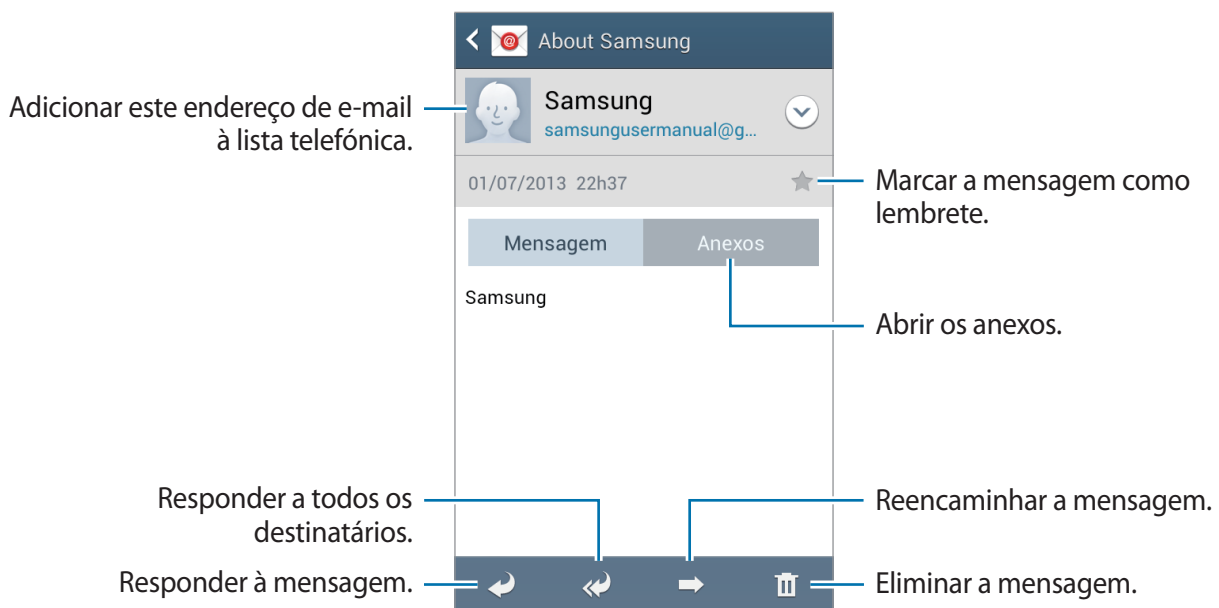 About Samsung
Adicionar este endereço de e-mail
à lista telefónica.
Samsung
samsungusermanual@g...
01/07/2013 22h37
Marcar a mensagem como
lembrete.
Mensagem
Anexos
Samsung
Abrir os anexos.
Responder a todos os
destinatários.
Reencaminhar a mensagem.
Responder à mensagem.
Eliminar a mensagem.